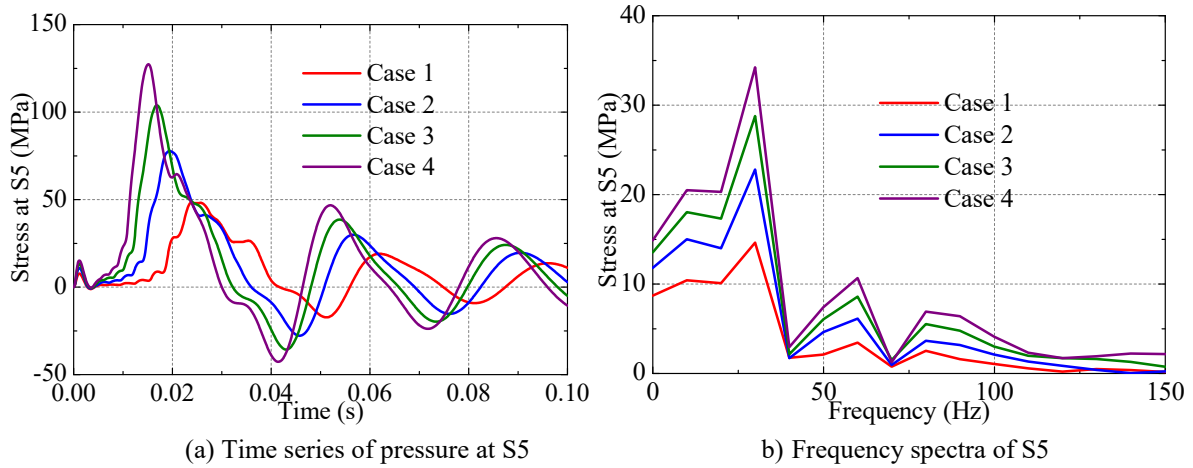 Stress at S5 (MPa)
150
100
50
0
-50
0.00 0.02 0.04 0.06 0.08 0.10
Time (s)
Case 1
Case 2
Case 3
Case 4
(a) Time series of pressure at S5
Stress at S5 (MPa)
40
30
20
10
0
0 50 100 150
Frequency (Hz)
Case 1
Case 2
Case 3
Case 4
b) Frequency spectra of S5